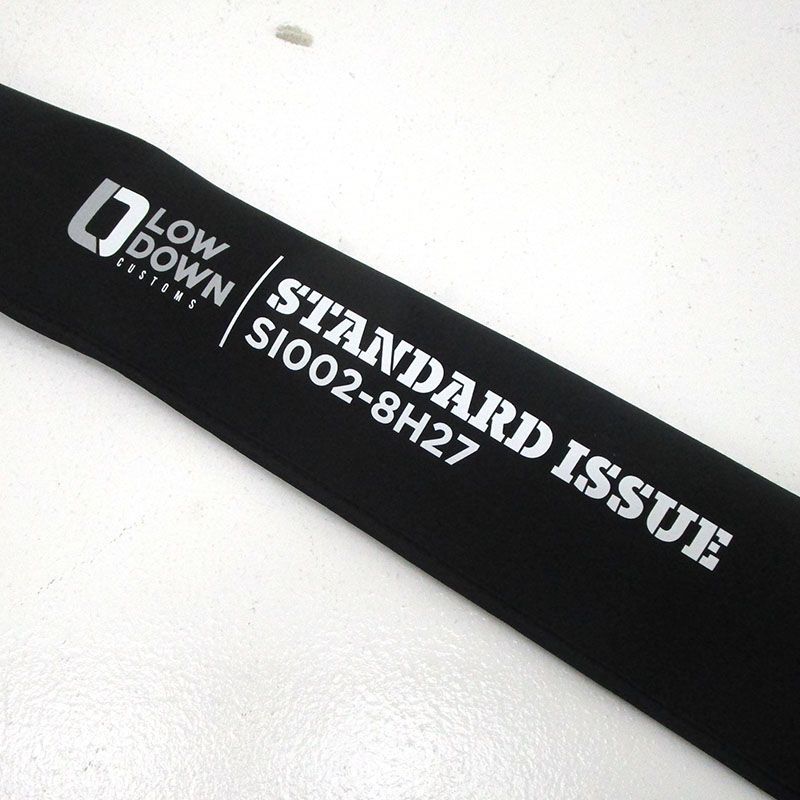 LOW
DOWN
CUSTOMS
STANDARD ISSUE
SI002-8H27